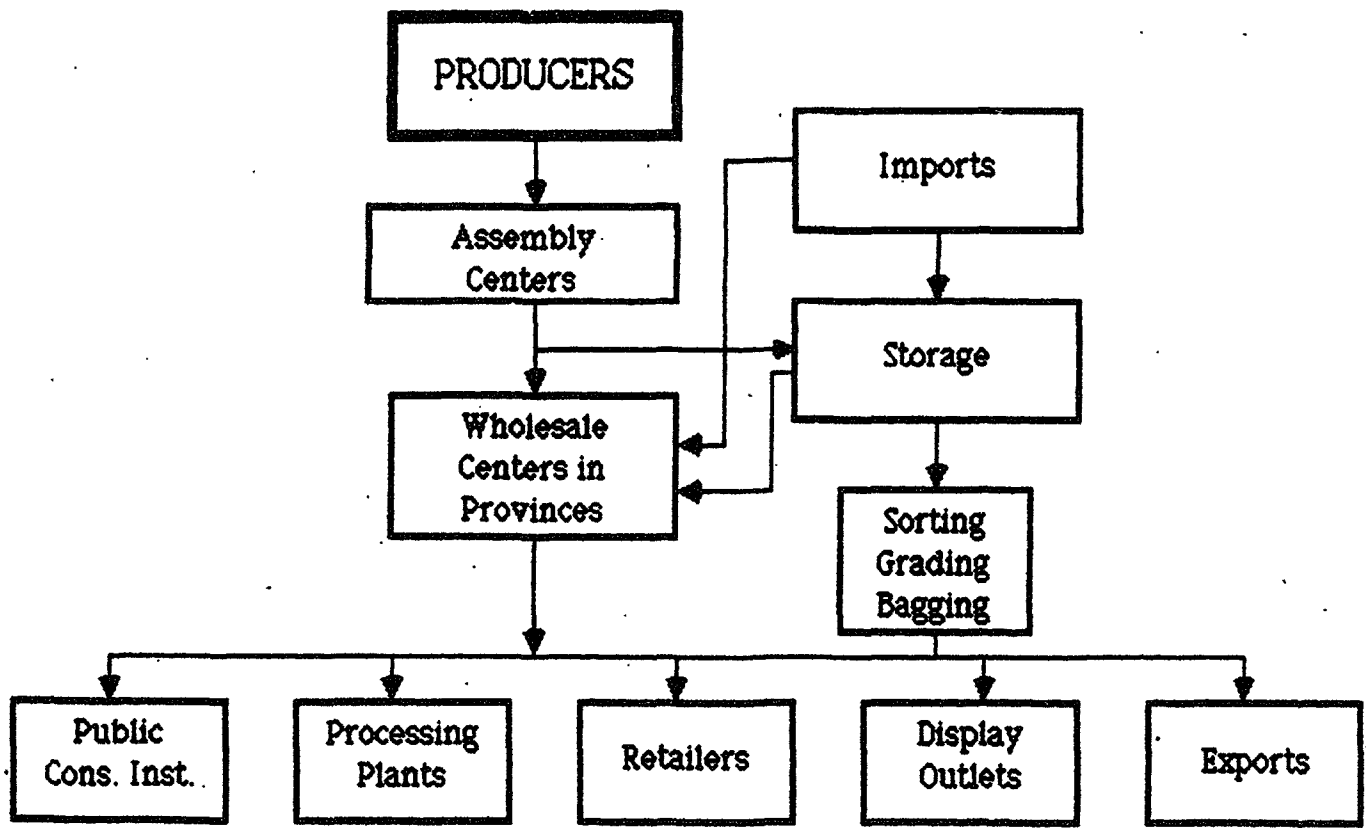 PRODUCERS
Imports
Assembly
Centers
Storage
Wholesale
Centers in
Provinces
Sorting
Grading
Bagging
Public
Cons. Inst.
Processing
Plants
Retailers
Display
Outlets
Exports